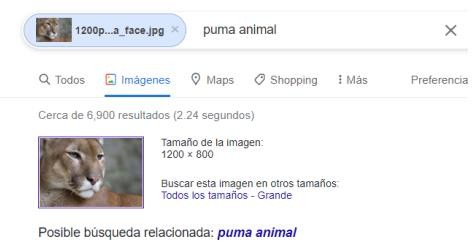 1200p...a_face.jpg × puma animal ×
Todos Imágenes Maps Shopping Más Preferencia
Cerca de 6,900 resultados (2.24 segundos)
Tamaño de la imagen:
1200 × 800
Buscar esta imagen en otros tamaños:
Todos los tamaños - Grande
Posible búsqueda relacionada: puma animal